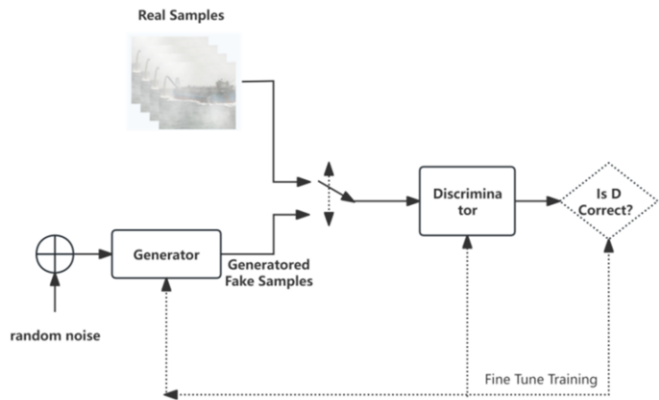 Real Samples
Discrimina
tor
Is D
Correct?
Generator
Generatored
Fake Samples
random noise
Fine Tune Training